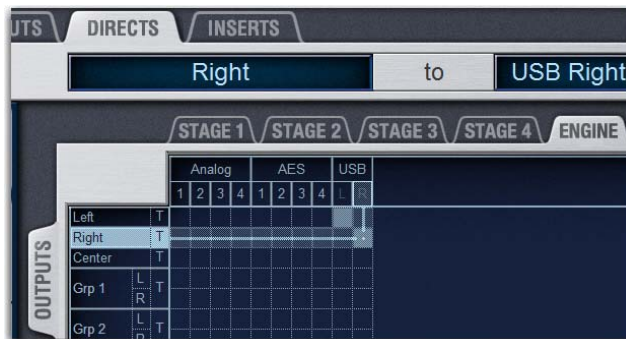 UTS DIRECTS INSERTS
Right to USB Right
STAGE 1 STAGE 2 STAGE 3 STAGE 4 ENGINE
Analog AES USB
1 2 3 4 1 2 3 4 L R
OUTPUTS
Left T
Right T
Center T
Grp 1 L R T
Grp 2 L R T